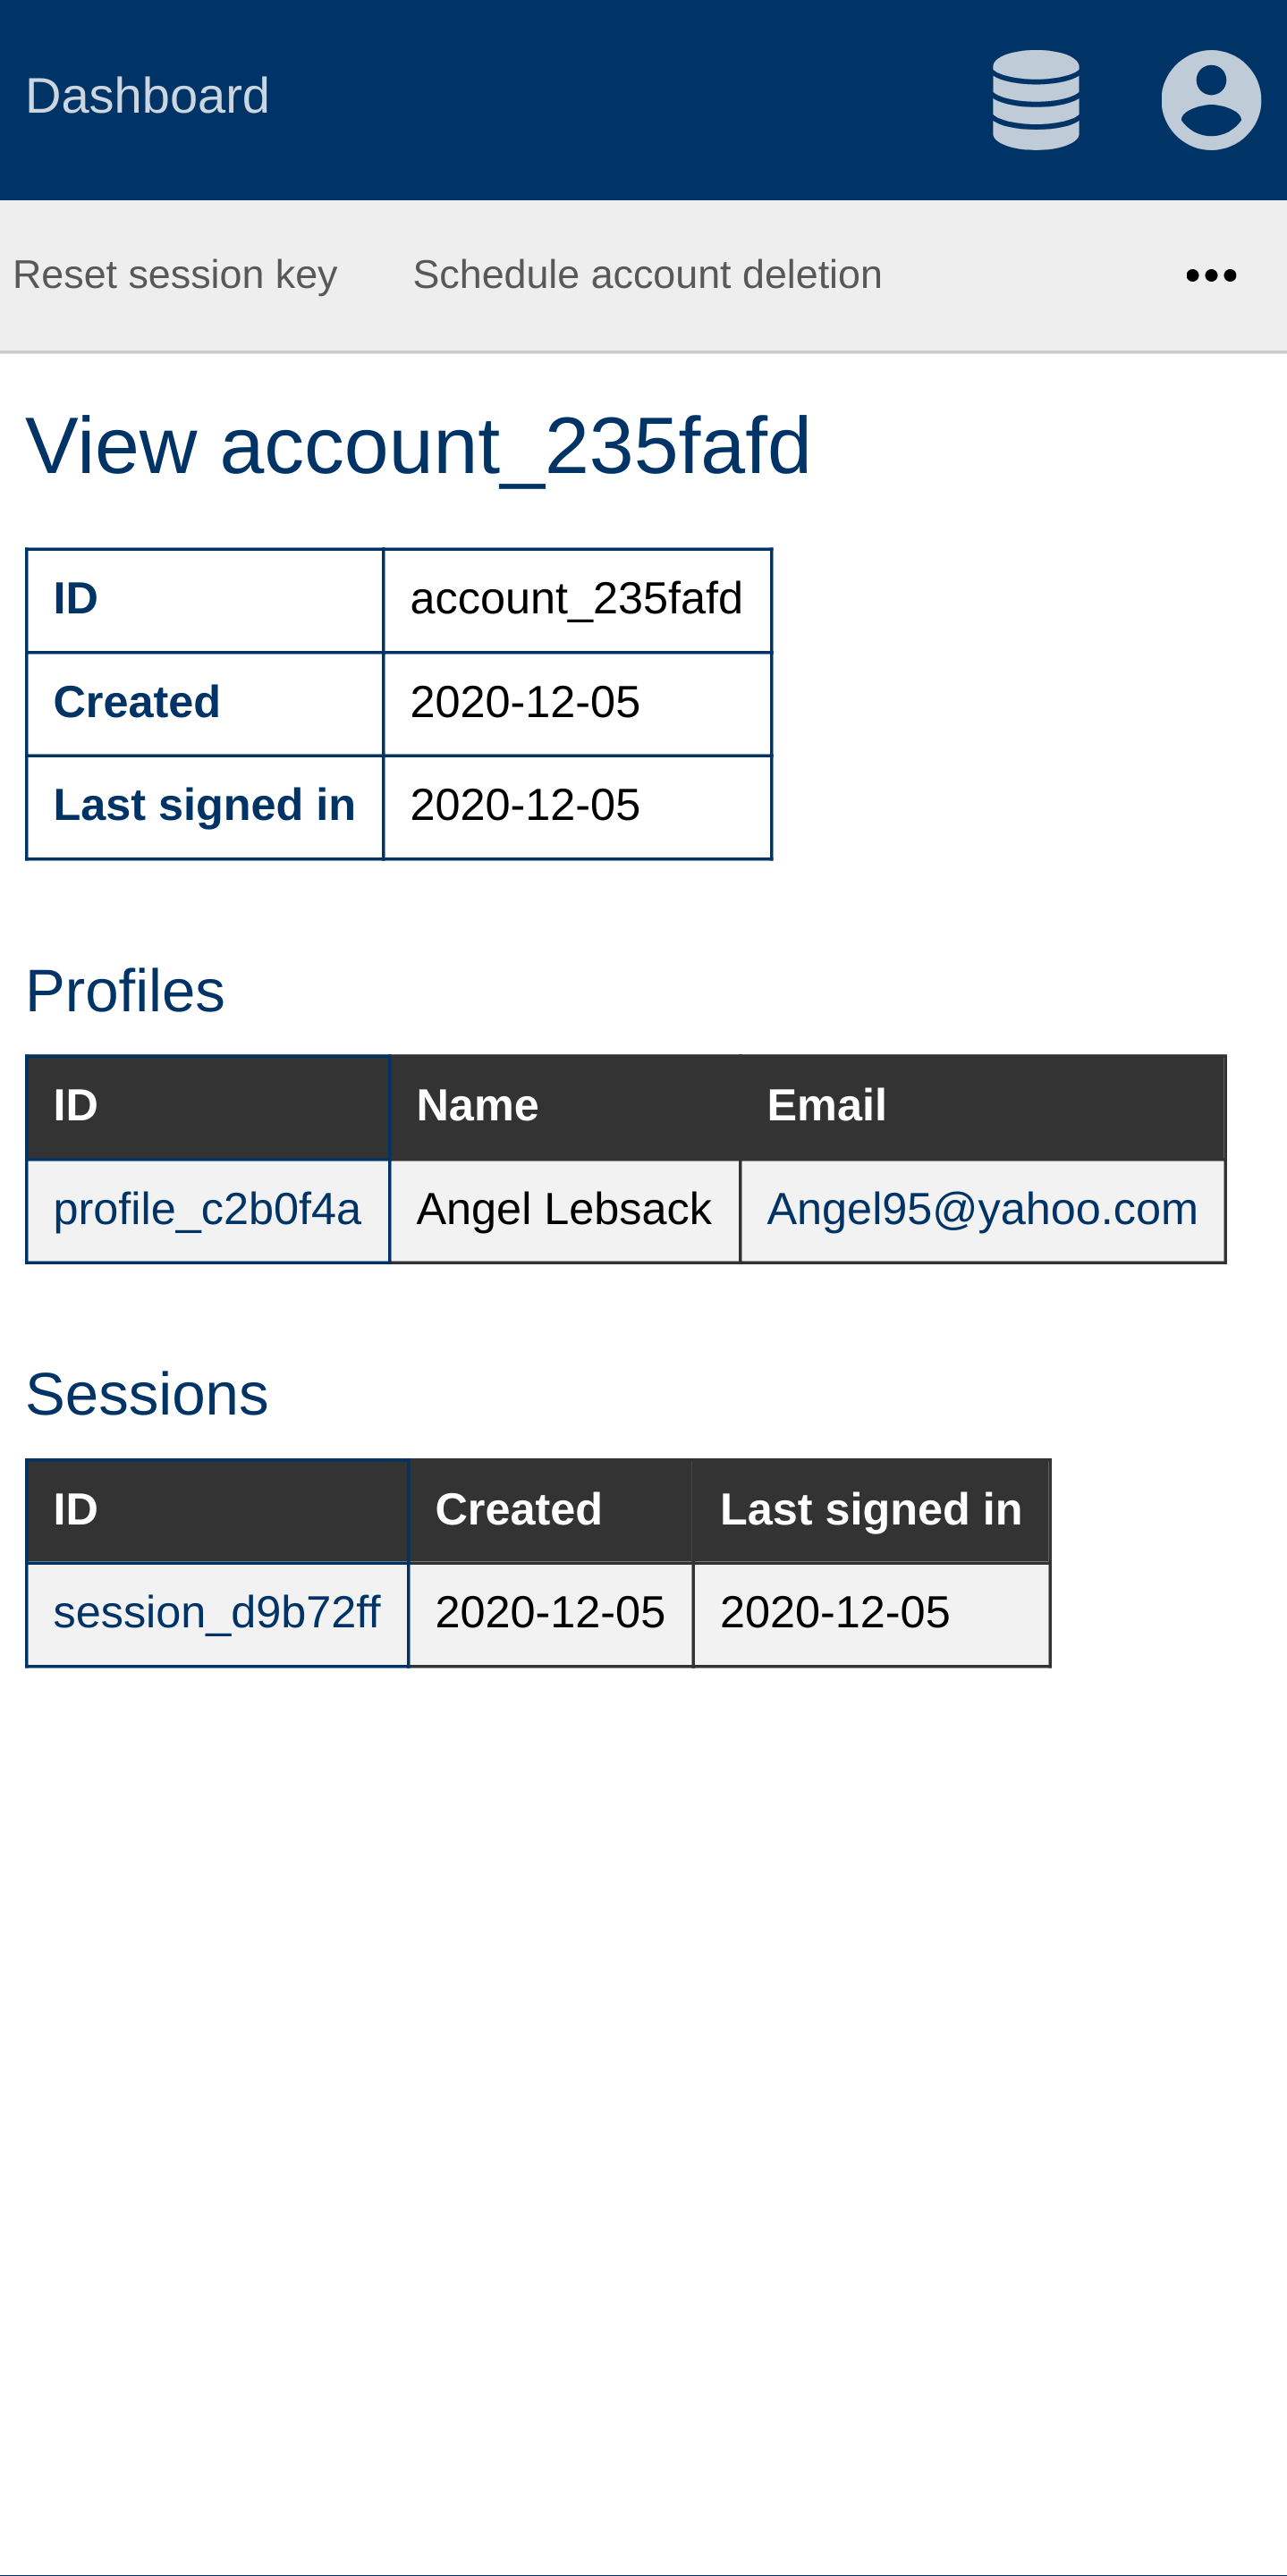 Dashboard
Reset session key Schedule account deletion •••
View account_235fafd
ID account_235fafd
Created 2020-12-05
Last signed in 2020-12-05
Profiles
ID Name Email
profile_c2b0f4a Angel Lebsack Angel95@yahoo.com
Sessions
ID Created Last signed in
session_d9b72ff 2020-12-05 2020-12-05